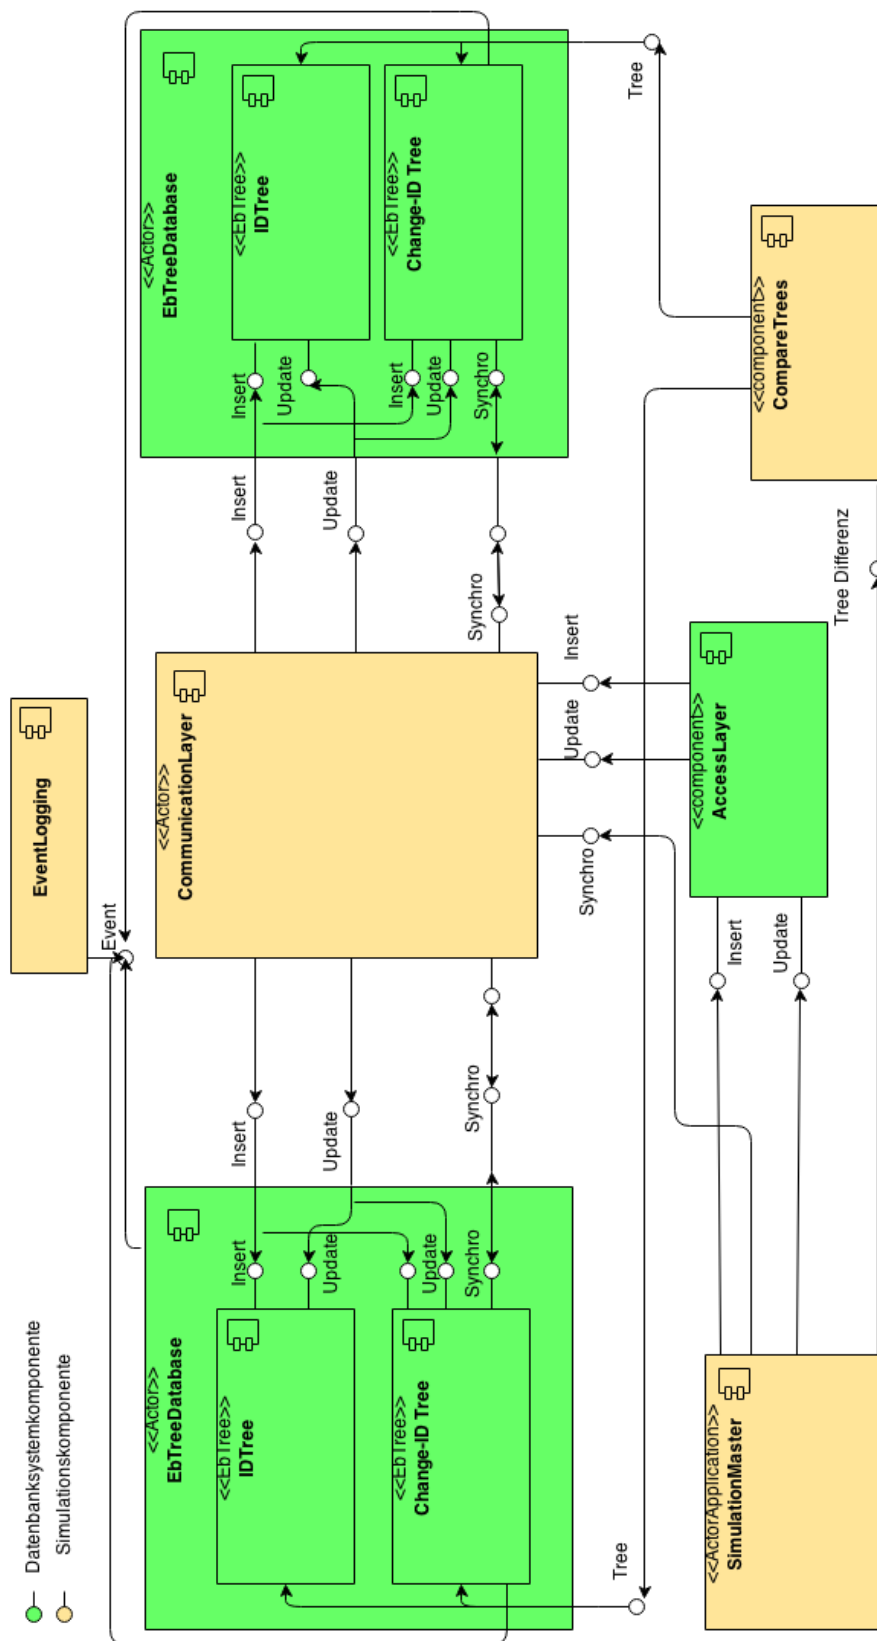 Datenbanksystemkomponente
Simulationskomponente
EventLogging
Event
<<Actor>>
EbTreeDatabase
<<EbTree>>
IDTree
<<EbTree>>
Change-ID Tree
Insert
Update
Update
Synchro
Tree
Insert
Update
Synchro
<<Actor>>
CommunicationLayer
Insert
Update
Synchro
<<Actor>>
EbTreeDatabase
<<EbTree>>
IDTree
<<EbTree>>
Change-ID Tree
Insert
Update
Insert
Update
Synchro
Tree
Synchro
Update
Insert
<<ActorApplication>>
SimulationMaster
Insert
Update
<<component>>
AccessLayer
Tree Differenz
<<component>>
CompareTrees